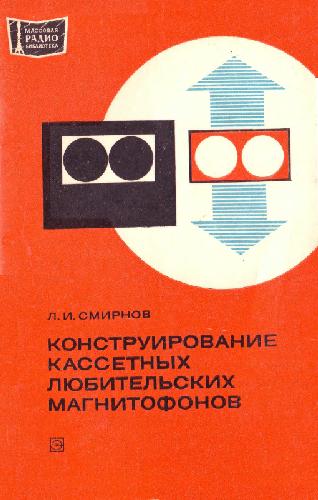 МАССОВАЯ
РАДИО
БИБЛИОТЕКА
Л. И. СМИРНОВ
КОНСТРУИРОВАНИЕ
КАССЕТНЫХ
ЛЮБИТЕЛЬСКИХ
МАГНИТОФОНОВ